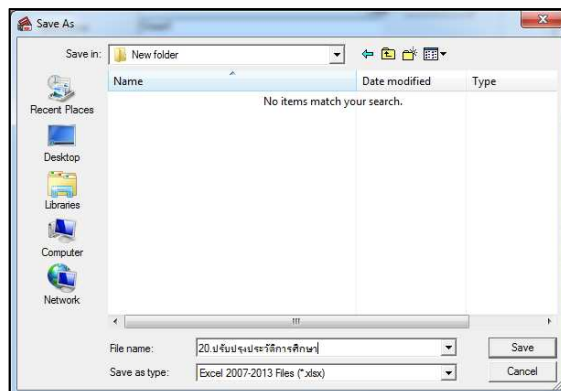 Save As
Save in: New folder
Name Date modified Type
No items match your search.
Recent Places
Desktop
Libraries
Computer
Network
File name: 20.ปรับปรุงประวัติการศึกษา Save
Save as type: Excel 2007-2013 Files (*.xlsx) Cancel